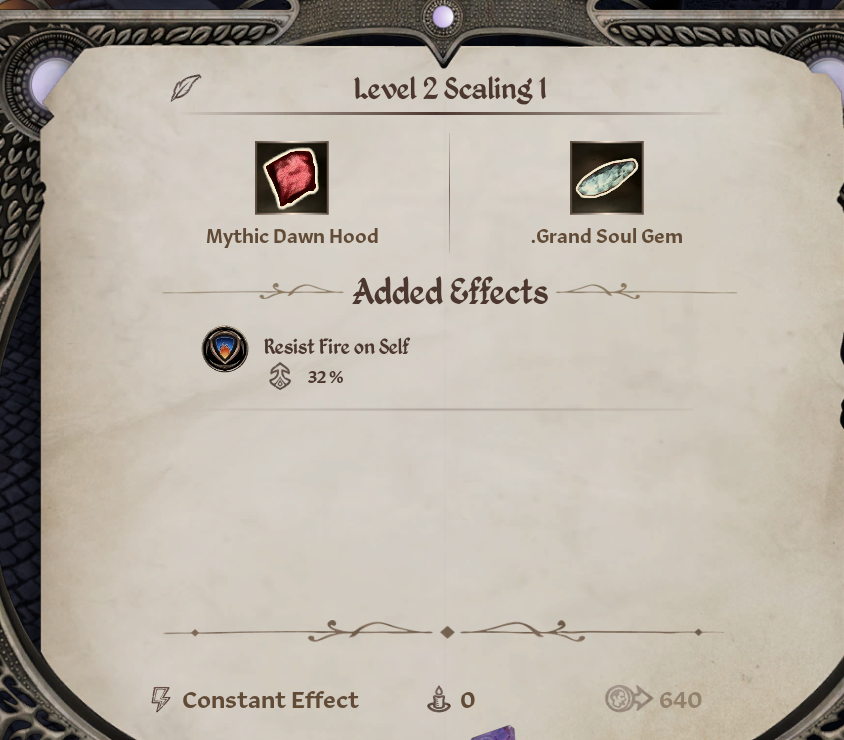 Level 2 Scaling 1
Mythic Dawn Hood
.Grand Soul Gem
Added Effects
Resist Fire on Self
32 %
Constant Effect
0
640